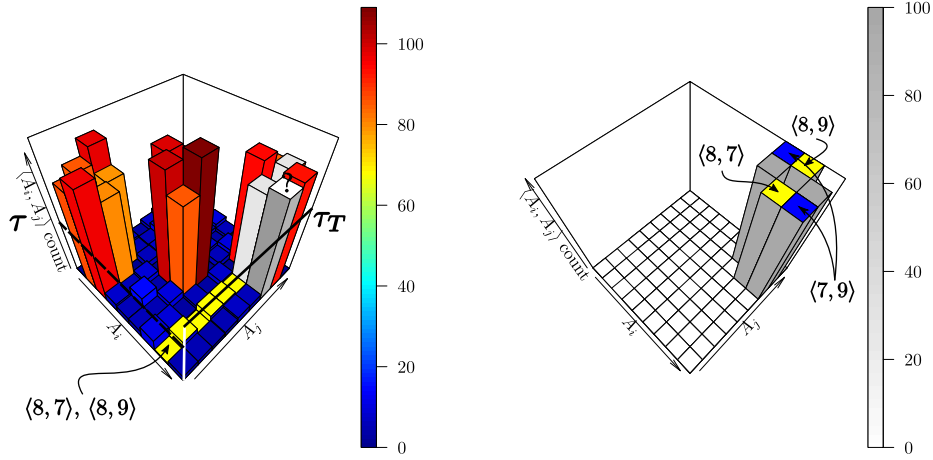 100
80
60
40
20
0
⟨A_i, A_j⟩ count
τ
τ_T
?
A_i
A_j
⟨8, 7⟩, ⟨8, 9⟩
100
80
60
40
20
0
⟨A_i, A_j⟩ count
⟨8, 9⟩
⟨8, 7⟩
⟨7, 9⟩
A_i
A_j